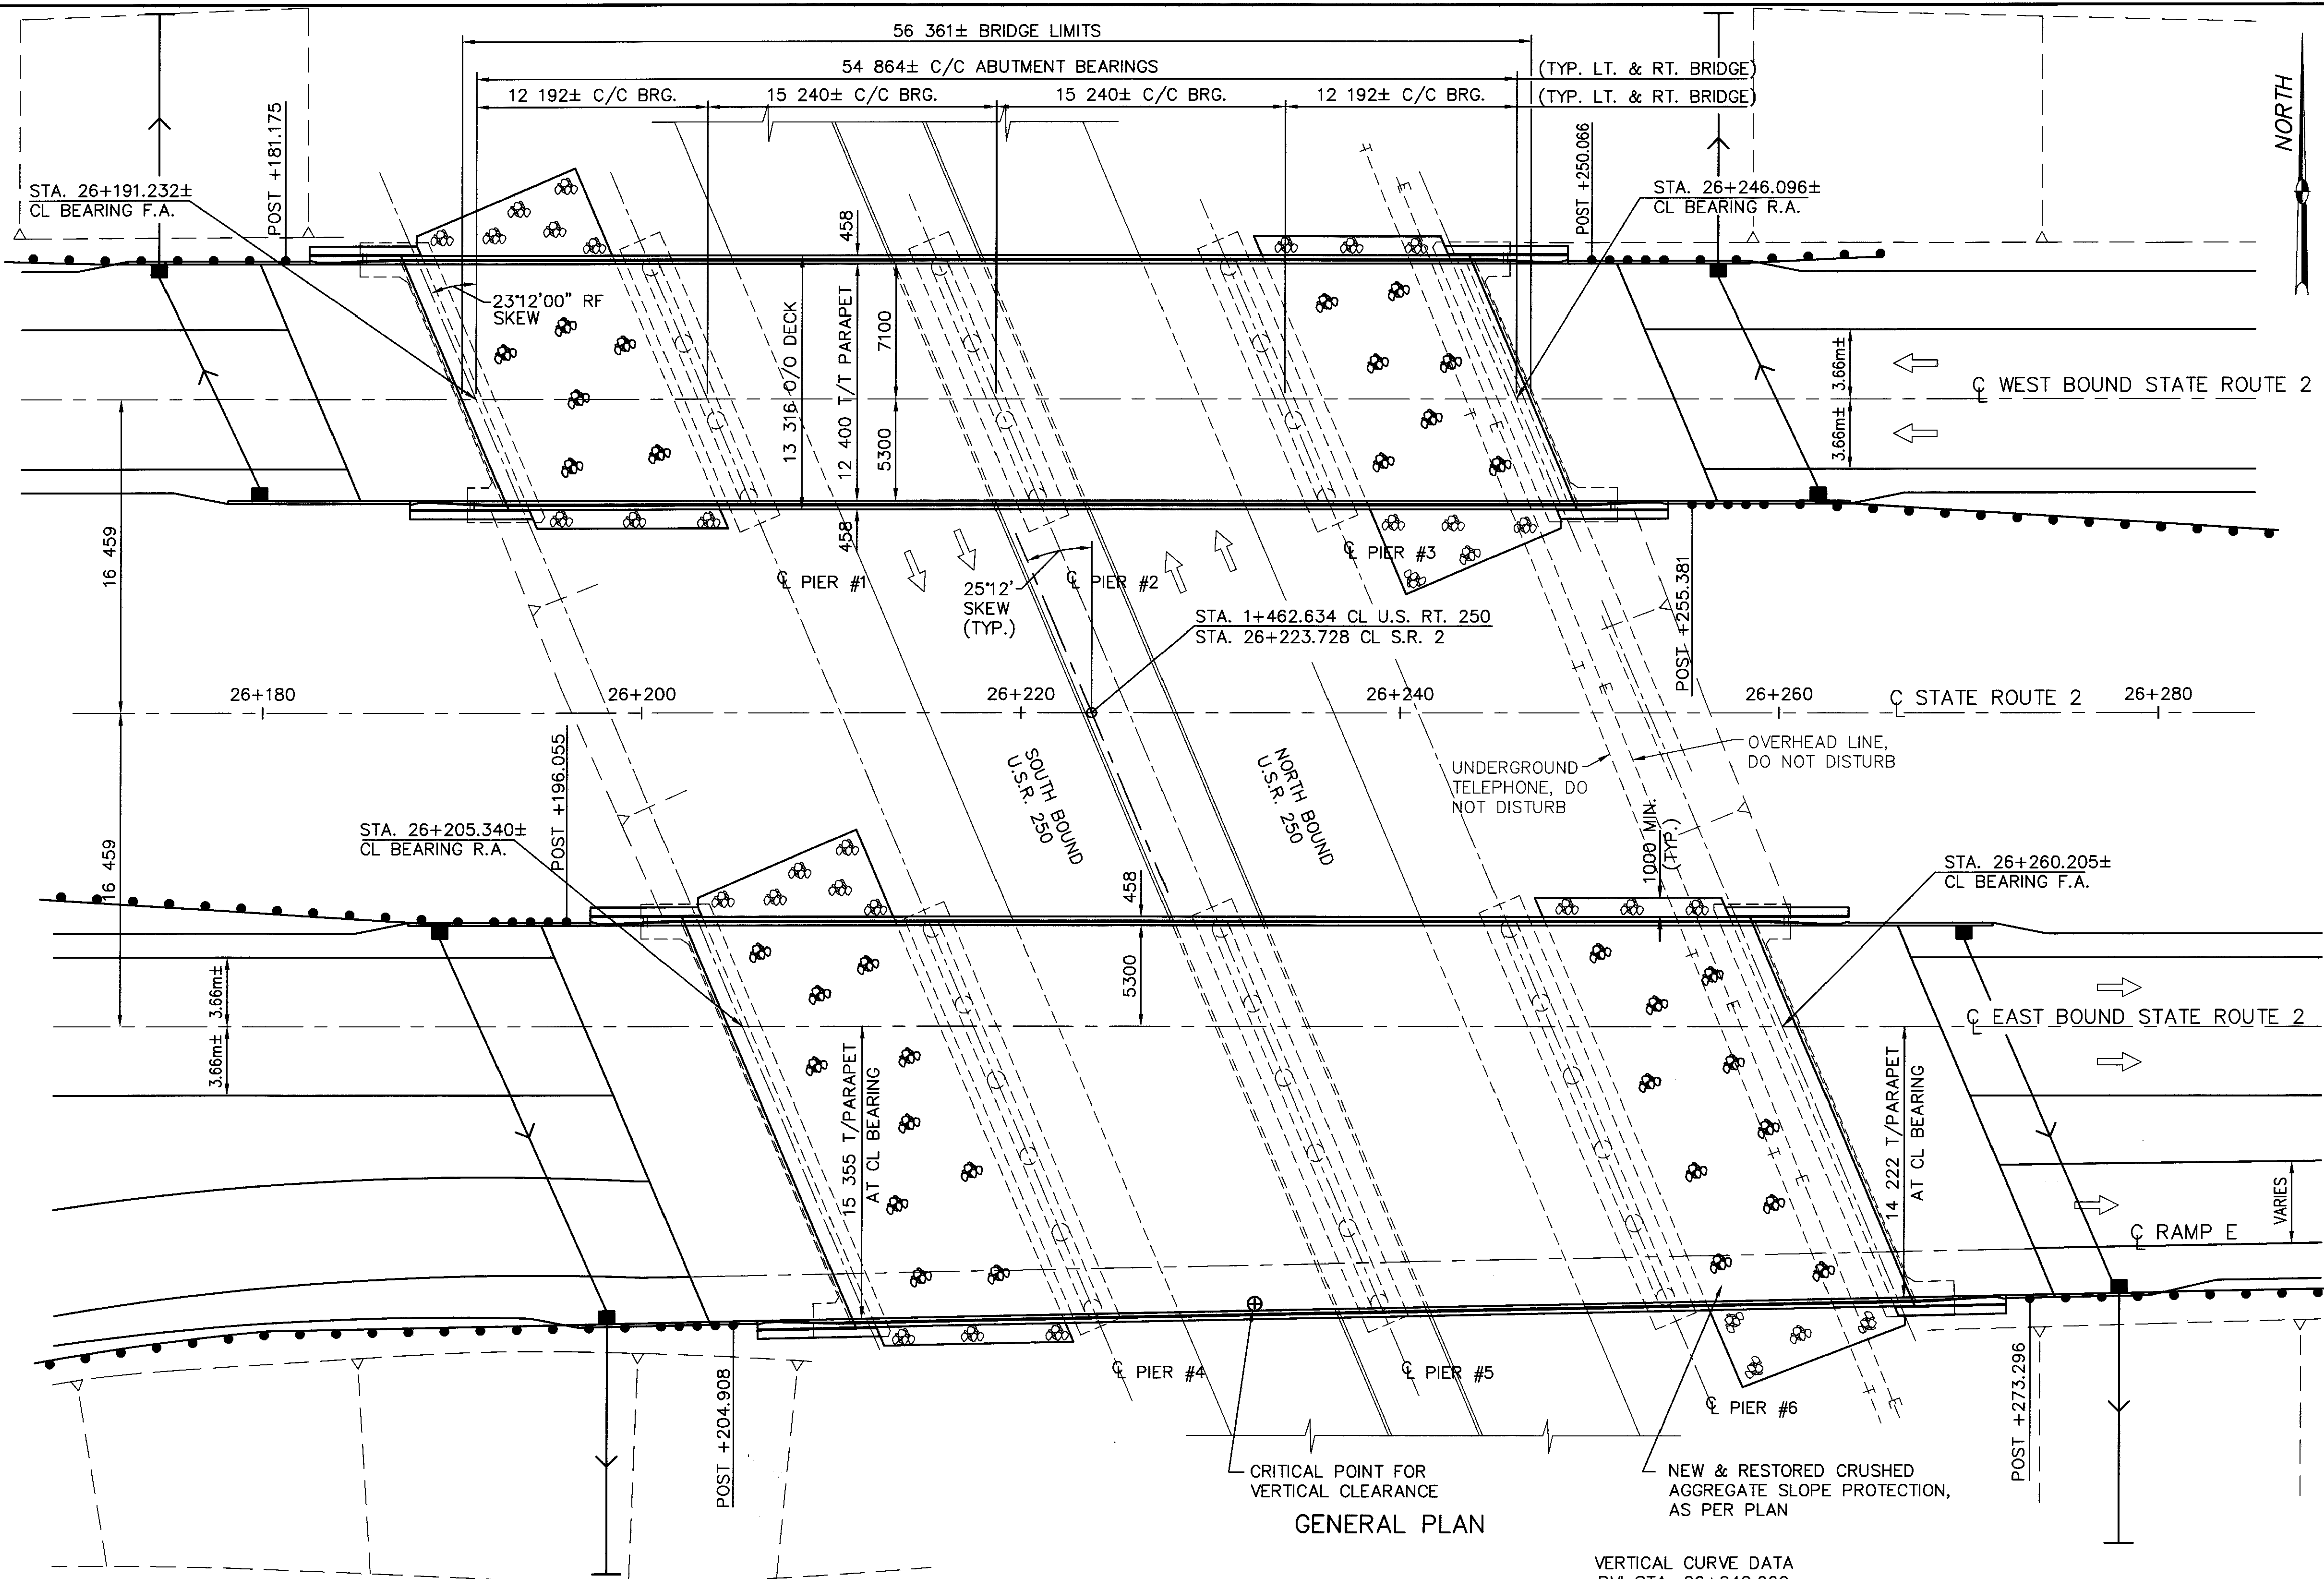 56 361± BRIDGE LIMITS
54 864± C/C ABUTMENT BEARINGS
(TYP. LT. & RT. BRIDGE)
12 192± C/C BRG.
15 240± C/C BRG.
15 240± C/C BRG.
12 192± C/C BRG.
(TYP. LT. & RT. BRIDGE)
NORTH
POST +181.175
POST +250.066
STA. 26+191.232±
CL BEARING F.A.
STA. 26+246.096±
CL BEARING R.A.
458
23°12'00" RF
SKEW
13 316 O/O DECK
12 400 T/T PARAPET
7100
5300
3.66m±
3.66m±
CL WEST BOUND STATE ROUTE 2
458
16 459
CL PIER #1
CL PIER #2
CL PIER #3
25°12'
SKEW
(TYP.)
STA. 1+462.634 CL U.S. RT. 250
STA. 26+223.728 CL S.R. 2
POST +255.381
26+180
26+200
26+220
26+240
26+260
CL STATE ROUTE 2
26+280
POST +196.055
SOUTH BOUND
U.S.R. 250
NORTH BOUND
U.S.R. 250
OVERHEAD LINE,
DO NOT DISTURB
UNDERGROUND
TELEPHONE, DO
NOT DISTURB
16 459
STA. 26+205.340±
CL BEARING R.A.
1000 MIN.
(TYP.)
STA. 26+260.205±
CL BEARING F.A.
458
5300
3.66m±
3.66m±
CL EAST BOUND STATE ROUTE 2
15 355 T/PARAPET
AT CL BEARING
14 222 T/PARAPET
AT CL BEARING
VARIES
CL RAMP E
CL PIER #4
CL PIER #5
CL PIER #6
POST +204.908
POST +273.296
CRITICAL POINT FOR
VERTICAL CLEARANCE
NEW & RESTORED CRUSHED
AGGREGATE SLOPE PROTECTION,
AS PER PLAN
GENERAL PLAN
VERTICAL CURVE DATA